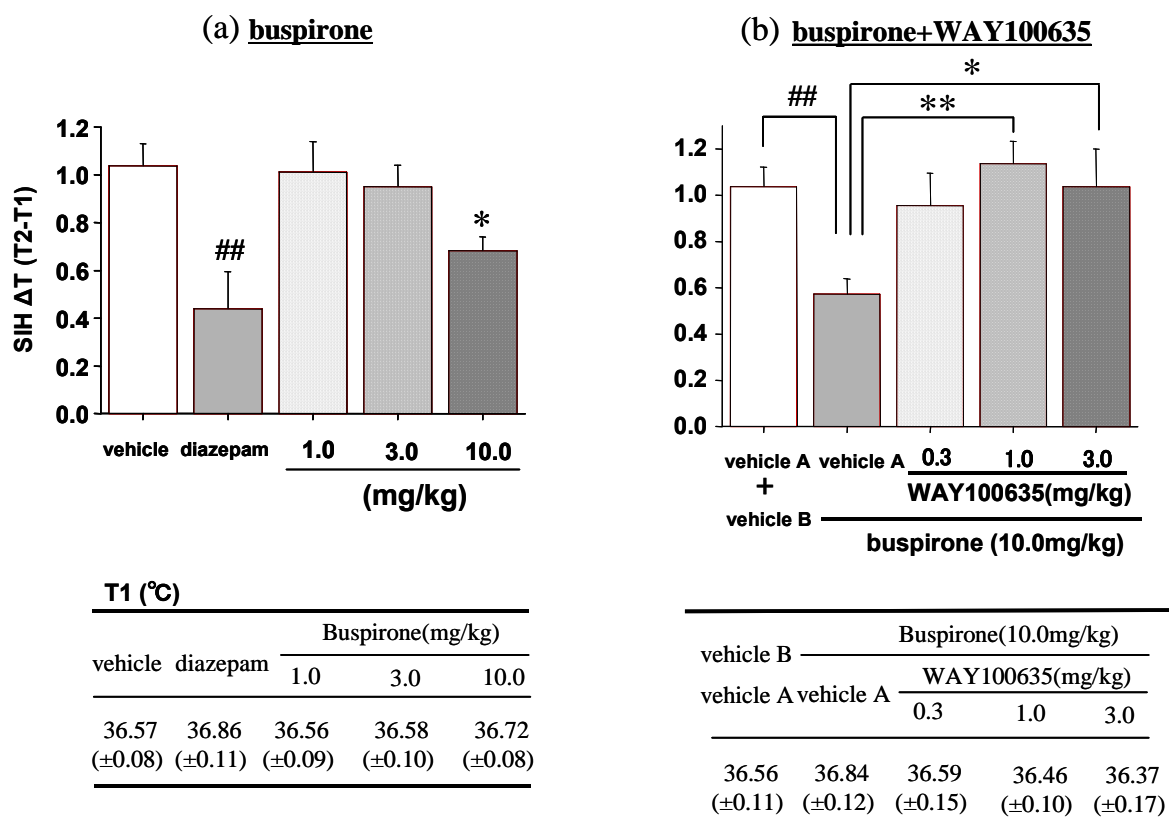 (a) buspirone
SIH ΔT (T2-T1)
1.2
1.0
0.8
0.6
0.4
0.2
0.0
##
*
vehicle diazepam 1.0 3.0 10.0
(mg/kg)
T1 (℃)
Buspirone(mg/kg)
vehicle diazepam
1.0 3.0 10.0
36.57 36.86 36.56 36.58 36.72
(±0.08) (±0.11) (±0.09) (±0.10) (±0.08)
(b) buspirone+WAY100635
*
## **
1.2
1.0
0.8
0.6
0.4
0.2
0.0
vehicle A vehicle A 0.3 1.0 3.0
+ WAY100635(mg/kg)
vehicle B
buspirone (10.0mg/kg)
Buspirone(10.0mg/kg)
vehicle B
WAY100635(mg/kg)
vehicle A vehicle A
0.3 1.0 3.0
36.56 36.84 36.59 36.46 36.37
(±0.11) (±0.12) (±0.15) (±0.10) (±0.17)